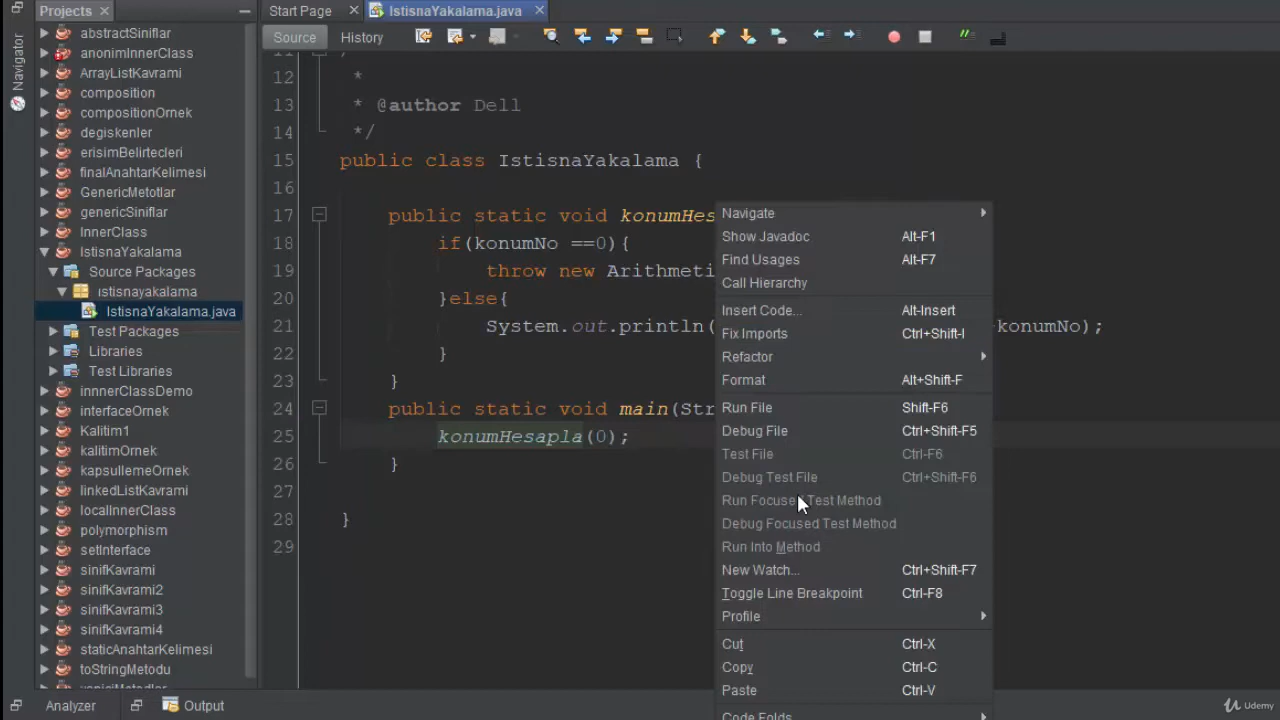 Projects
Navigator
abstractSiniflar
anonimInnerClass
ArrayListKavrami
composition
compositionOrnek
degiskenler
erisimBelirtecleri
finalAnahtarKelimesi
GenericMetotlar
genericSiniflar
InnerClass
IstisnaYakalama
Source Packages
ıstisnayakalama
IstisnaYakalama.java
Test Packages
Libraries
Test Libraries
innnerClassDemo
interfaceOrnek
Kalitim1
kalitimOrnek
kapsullemeOrnek
linkedListKavrami
localInnerClass
polymorphism
setInterface
sinifKavrami
sinifKavrami2
sinifKavrami3
sinifKavrami4
staticAnahtarKelimesi
toStringMetodu
Start Page
IstisnaYakalama.java
Source History
11
12 *
13 * @author Dell
14 */
15 public class IstisnaYakalama {
16
17 public static void konumHes
18 if(konumNo ==0){
19 throw new Arithmeti
20 }else{
21 System.out.println( +konumNo);
22 }
23 }
24 public static void main(Str
25 konumHesapla(0);
26 }
27
28 }
29
Navigate
Show Javadoc Alt-F1
Find Usages Alt-F7
Call Hierarchy
Insert Code... Alt-Insert
Fix Imports Ctrl+Shift-I
Refactor
Format Alt+Shift-F
Run File Shift-F6
Debug File Ctrl+Shift-F5
Test File Ctrl-F6
Debug Test File Ctrl+Shift-F6
Run Focused Test Method
Debug Focused Test Method
Run Into Method
New Watch... Ctrl+Shift-F7
Toggle Line Breakpoint Ctrl-F8
Profile
Cut Ctrl-X
Copy Ctrl-C
Paste Ctrl-V
Code Folds
Analyzer
Output
Udemy